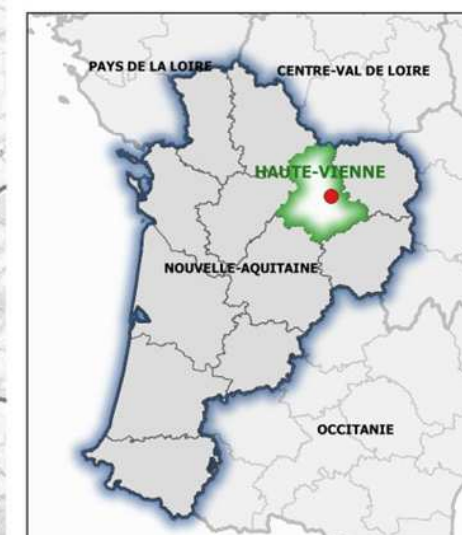 PAYS DE LA LOIRE
CENTRE-VAL DE LOIRE
HAUTE-VIENNE
NOUVELLE-AQUITAINE
OCCITANIE